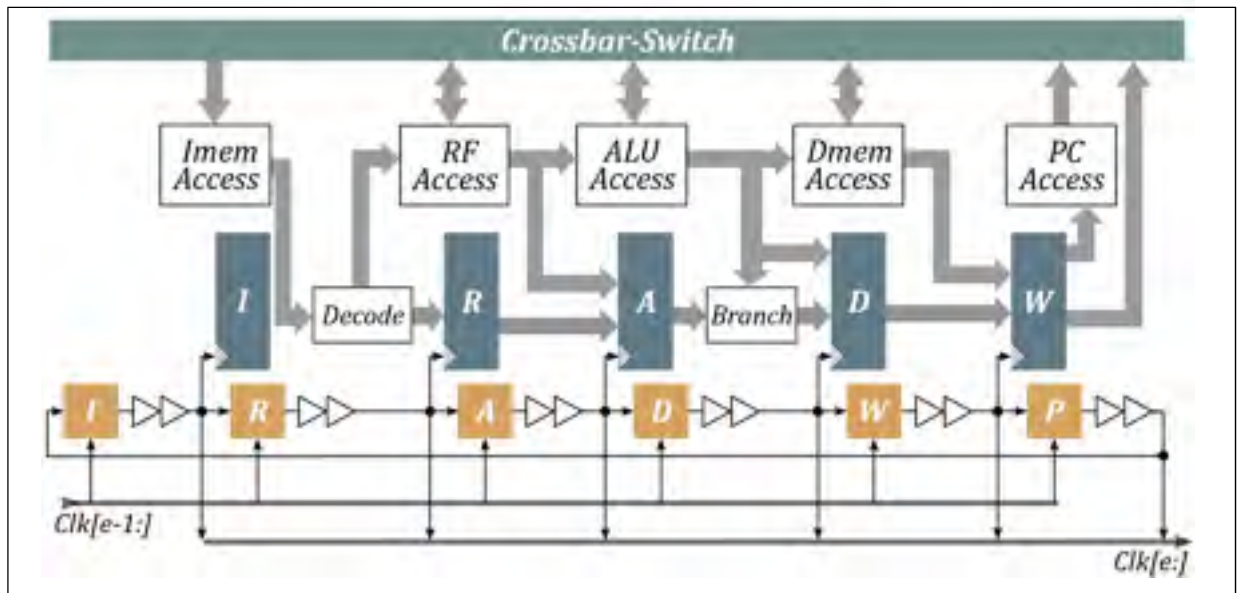 Crossbar-Switch
Imem
Access
RF
Access
ALU
Access
Dmem
Access
PC
Access
I
Decode
R
A
Branch
D
W
I
R
A
D
W
P
Clk[e-1:]
Clk[e:]